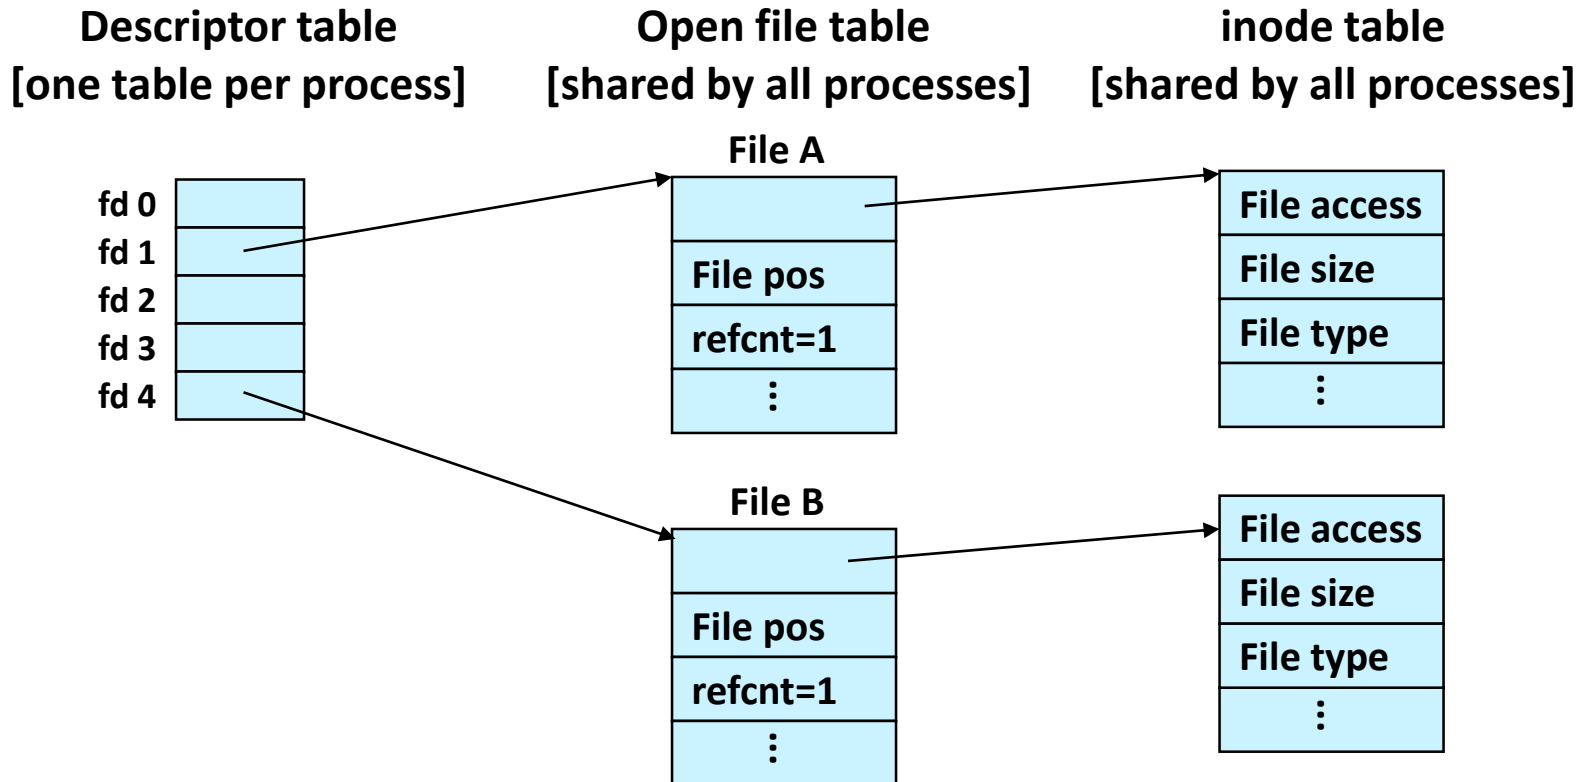 Descriptor table
[one table per process]
Open file table
[shared by all processes]
inode table
[shared by all processes]
fd 0
fd 1
fd 2
fd 3
fd 4
File A
File pos
refcnt=1
⋮
File access
File size
File type
⋮
File B
File pos
refcnt=1
⋮
File access
File size
File type
⋮